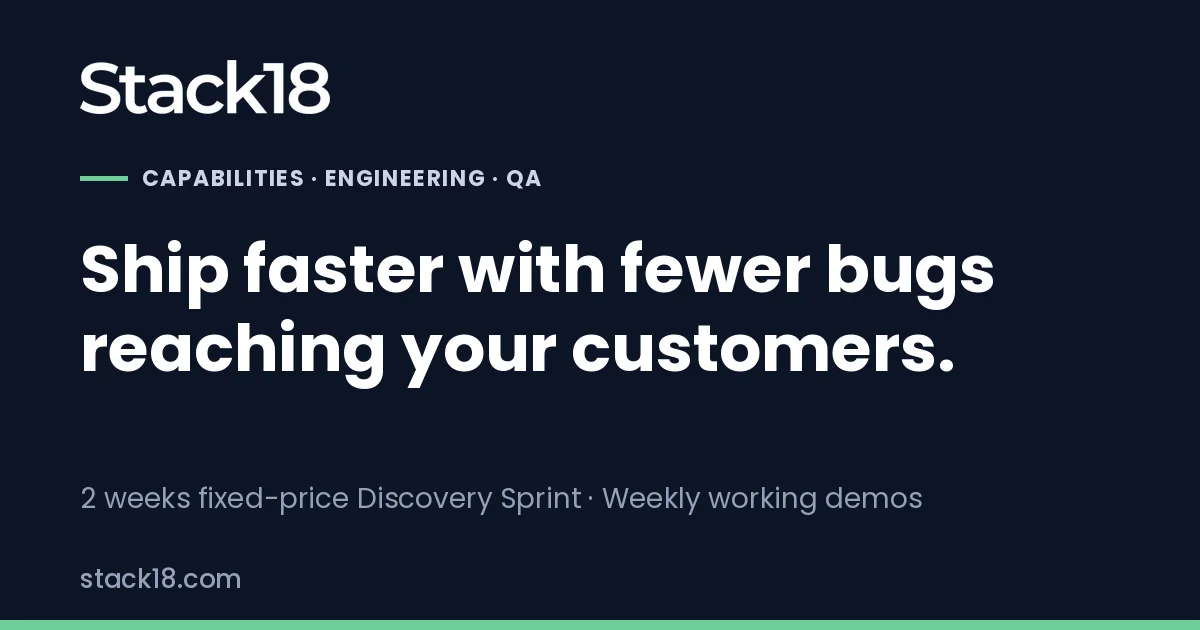 Stack18
CAPABILITIES · ENGINEERING · QA
Ship faster with fewer bugs
reaching your customers.
2 weeks fixed-price Discovery Sprint · Weekly working demos
stack18.com